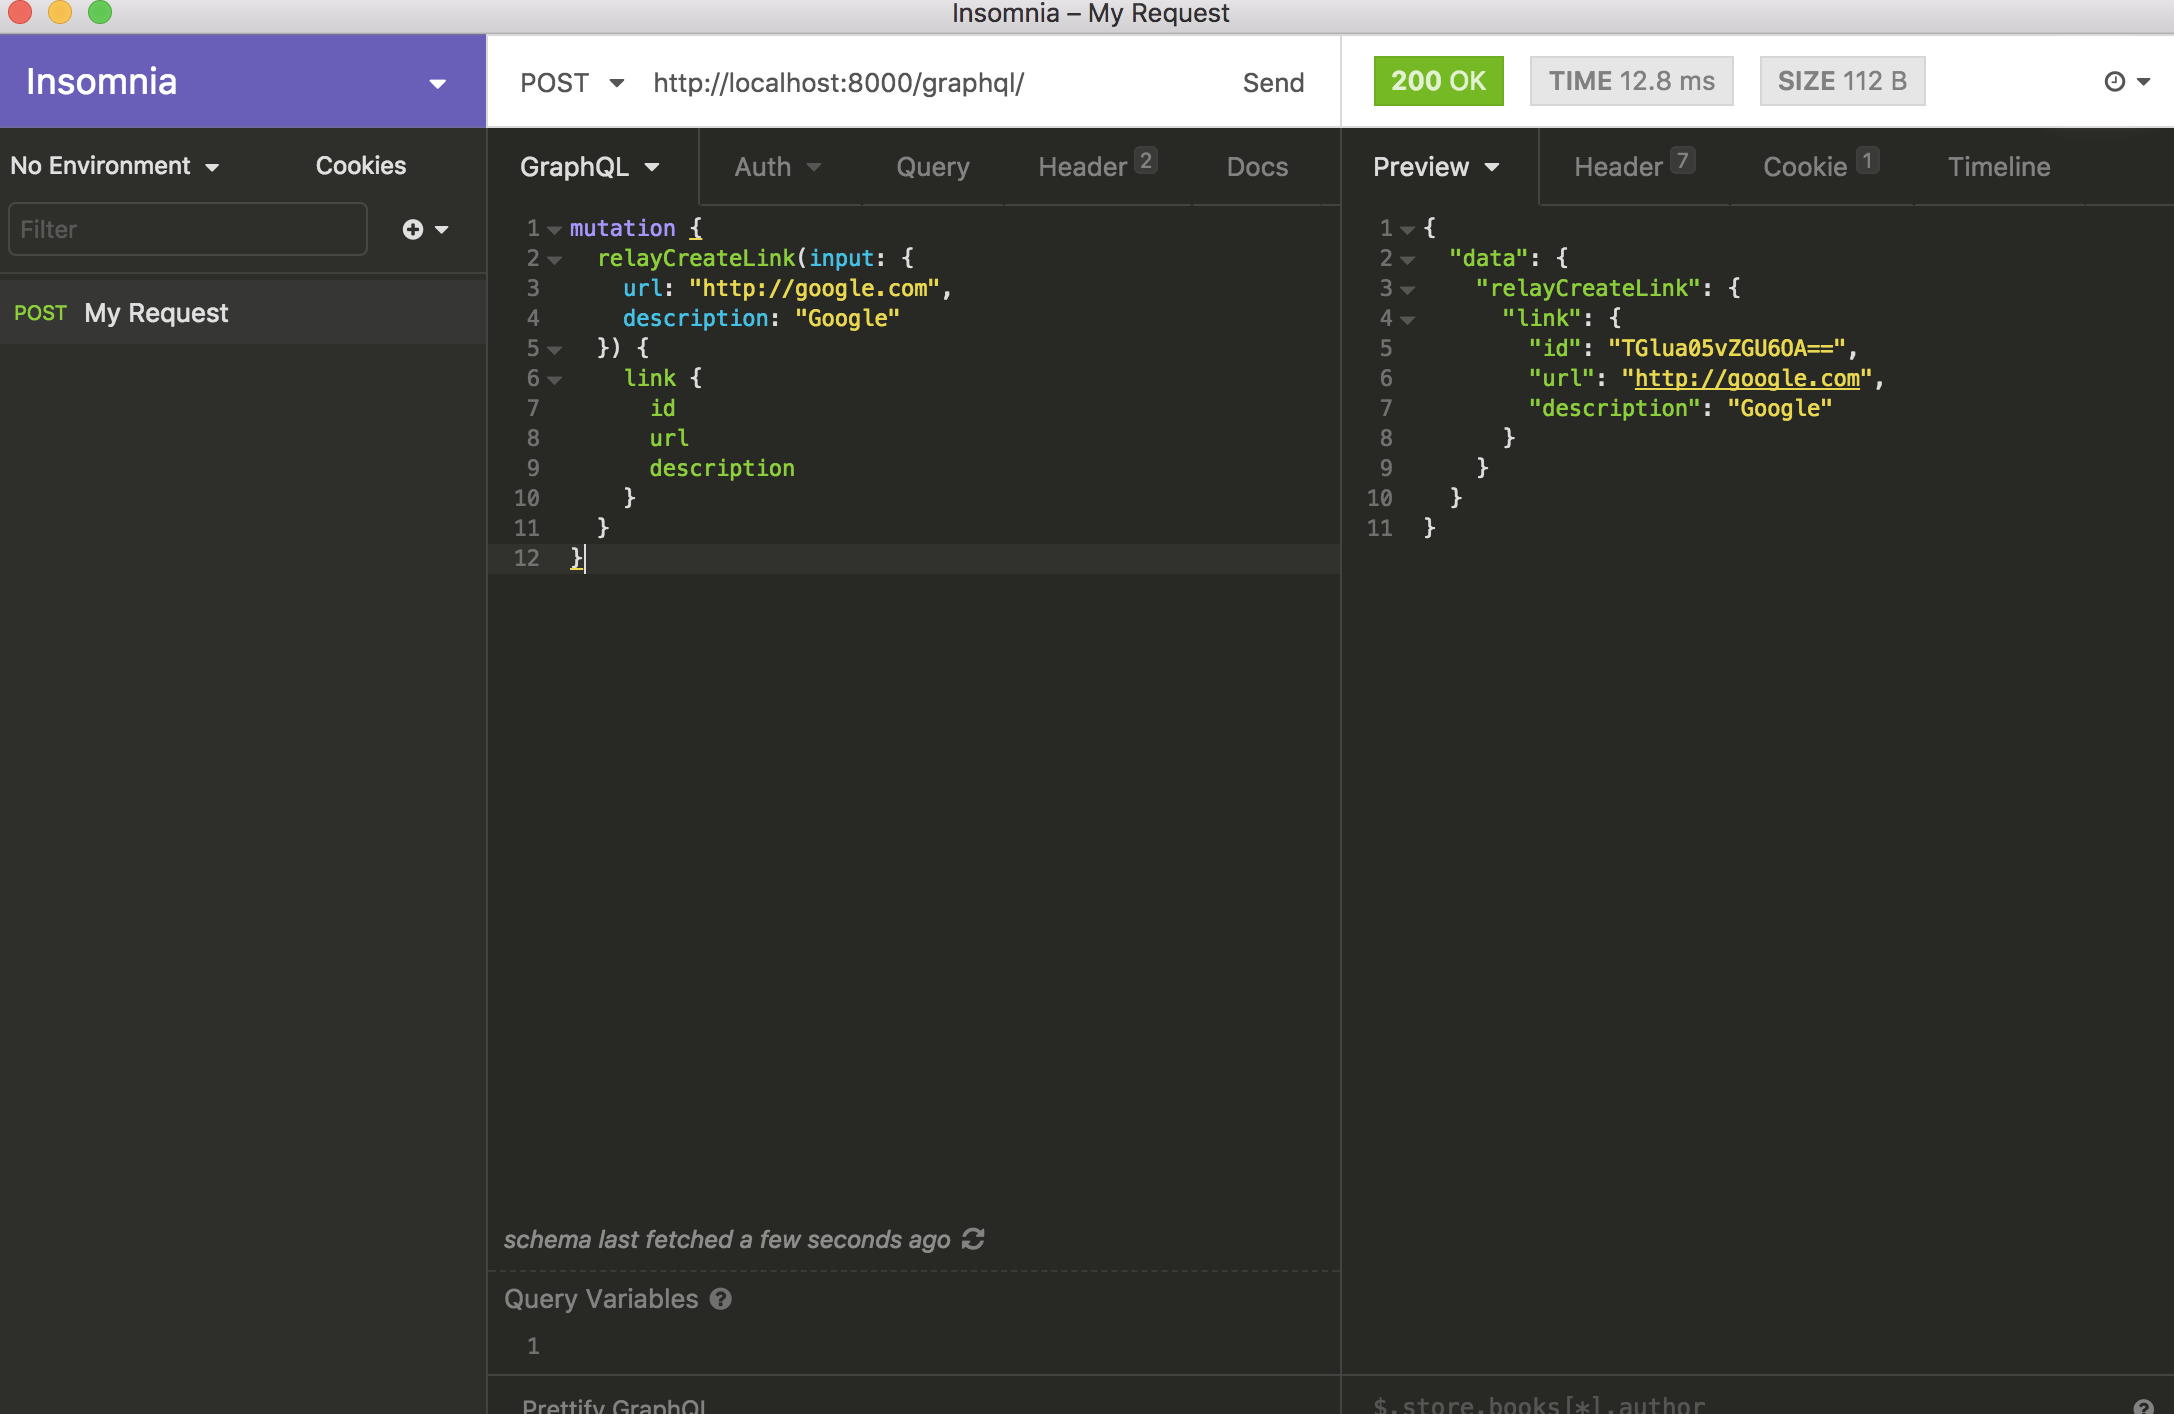 Insomnia – My Request
Insomnia
No Environment
Cookies
Filter
POST My Request
POST http://localhost:8000/graphql/ Send
GraphQL Auth Query Header 2 Docs
1 mutation {
2 relayCreateLink(input: {
3 url: "http://google.com",
4 description: "Google"
5 }) {
6 link {
7 id
8 url
9 description
10 }
11 }
12 }
schema last fetched a few seconds ago
Query Variables
1
Prettify GraphQL
200 OK TIME 12.8 ms SIZE 112 B
Preview Header 7 Cookie 1 Timeline
1 {
2 "data": {
3 "relayCreateLink": {
4 "link": {
5 "id": "TGlua05vZGU6OA==",
6 "url": "http://google.com",
7 "description": "Google"
8 }
9 }
10 }
11 }
$.store.books[*].author